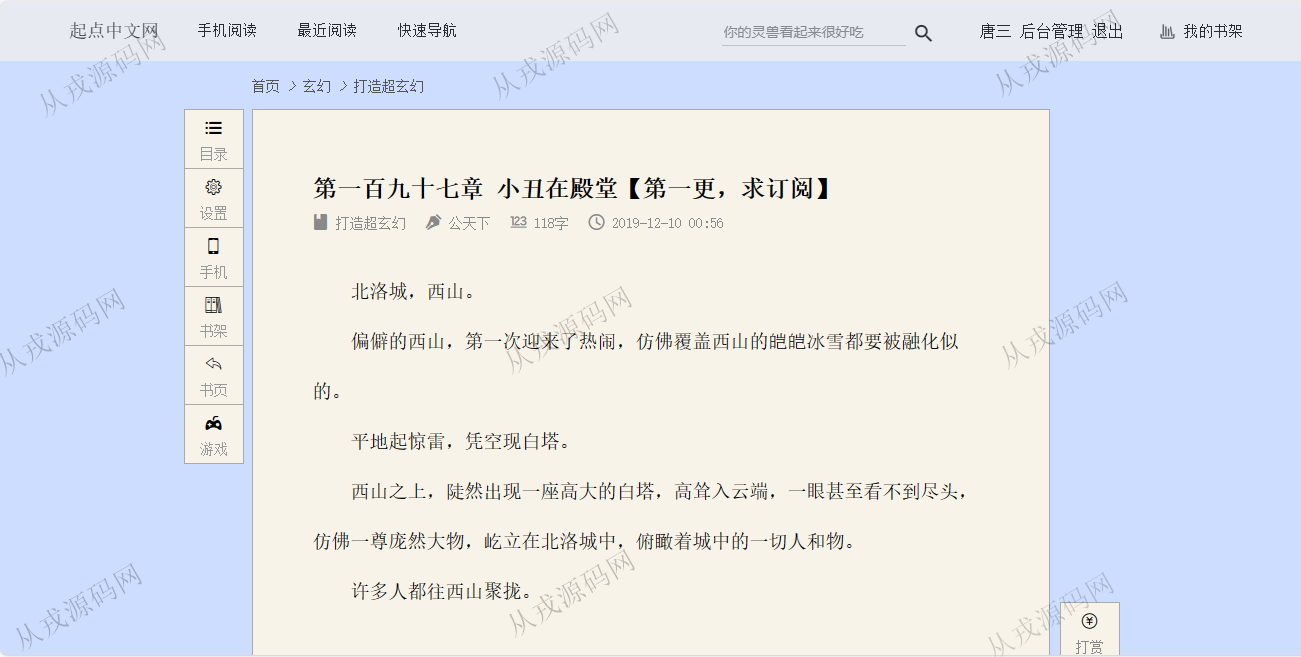 起点中文网 手机阅读 最近阅读 快速导航 你的灵兽看起来很好吃 唐三 后台管理 退出 我的书架
首页 > 玄幻 > 打造超玄幻
目录
设置
手机
书架
书页
游戏
第一百九十七章 小丑在殿堂【第一更，求订阅】
打造超玄幻 公天下 123 118字 2019-12-10 00:56
北洛城，西山。
偏僻的西山，第一次迎来了热闹，仿佛覆盖西山的皑皑冰雪都要被融化似
的。
平地起惊雷，凭空现白塔。
西山之上，陡然出现一座高大的白塔，高耸入云端，一眼甚至看不到尽头，
仿佛一尊庞然大物，屹立在北洛城中，俯瞰着城中的一切人和物。
许多人都往西山聚拢。
¥
打赏
从戎源码网
从戎源码网
从戎源码网
从戎源码网
从戎源码网
从戎源码网
从戎源码网
从戎源码网
从戎源码网